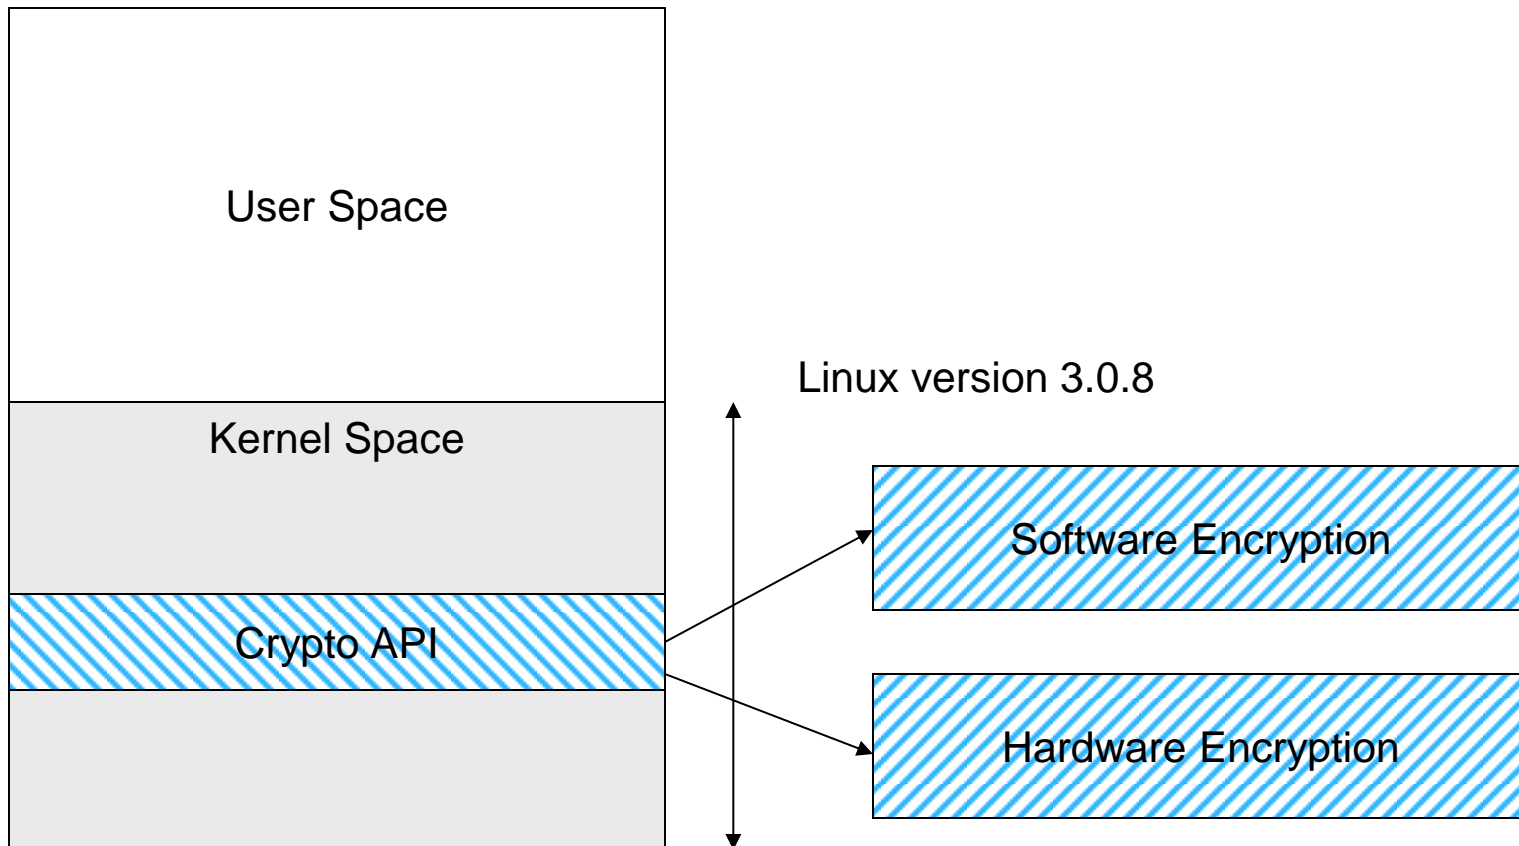 User Space
Linux version 3.0.8
Kernel Space
Software Encryption
Crypto API
Hardware Encryption